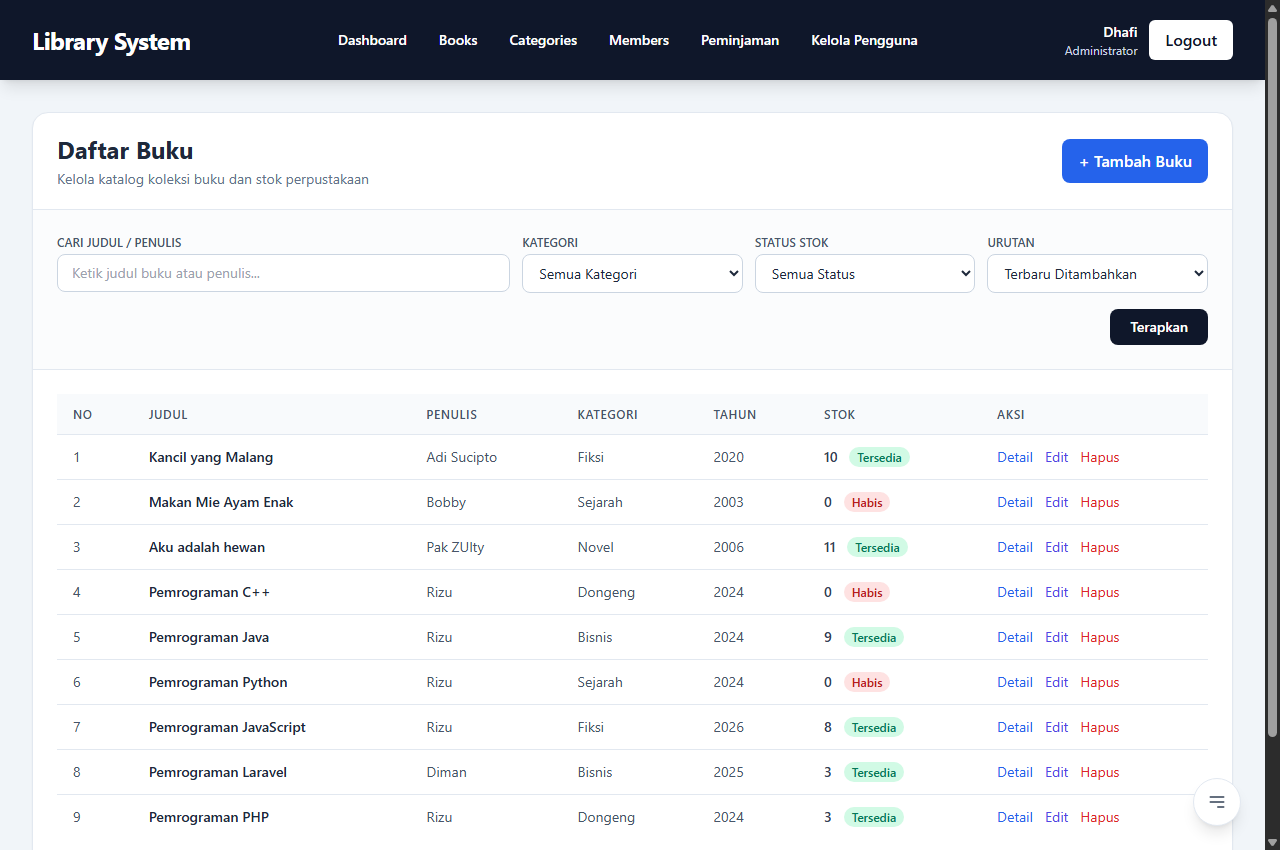 Library System
Dashboard Books Categories Members Peminjaman Kelola Pengguna
Dhafi
Administrator
Logout
Daftar Buku
Kelola katalog koleksi buku dan stok perpustakaan
+ Tambah Buku
CARI JUDUL / PENULIS KATEGORI STATUS STOK URUTAN
Ketik judul buku atau penulis... Semua Kategori Semua Status Terbaru Ditambahkan
Terapkan
NO JUDUL PENULIS KATEGORI TAHUN STOK AKSI
1 Kancil yang Malang Adi Sucipto Fiksi 2020 10 Tersedia Detail Edit Hapus
2 Makan Mie Ayam Enak Bobby Sejarah 2003 0 Habis Detail Edit Hapus
3 Aku adalah hewan Pak ZUlty Novel 2006 11 Tersedia Detail Edit Hapus
4 Pemrograman C++ Rizu Dongeng 2024 0 Habis Detail Edit Hapus
5 Pemrograman Java Rizu Bisnis 2024 9 Tersedia Detail Edit Hapus
6 Pemrograman Python Rizu Sejarah 2024 0 Habis Detail Edit Hapus
7 Pemrograman JavaScript Rizu Fiksi 2026 8 Tersedia Detail Edit Hapus
8 Pemrograman Laravel Diman Bisnis 2025 3 Tersedia Detail Edit Hapus
9 Pemrograman PHP Rizu Dongeng 2024 3 Tersedia Detail Edit Hapus